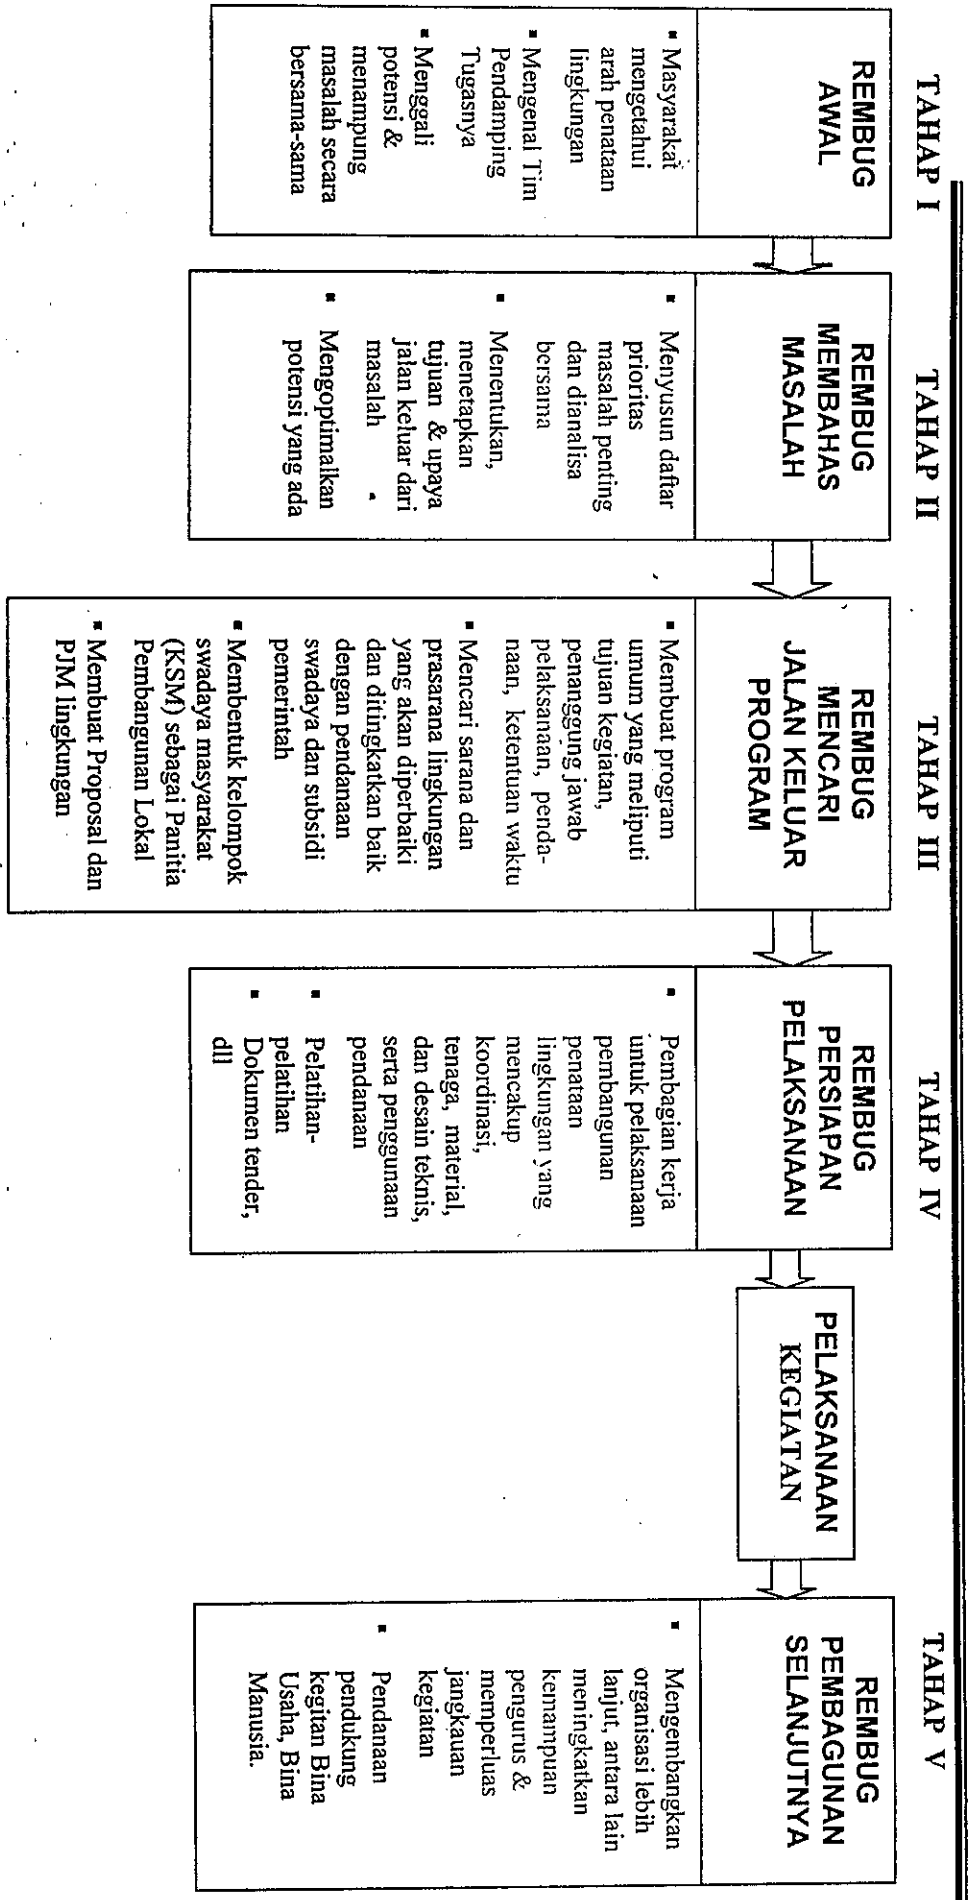 TAHAP I
REMBUG
AWAL
▪ Masyarakat
mengetahui
arah penataan
lingkungan
▪ Mengenal Tim
Pendamping
Tugasnya
▪ Menggali
potensi &
menampung
masalah secara
bersama-sama
TAHAP II
REMBUG
MEMBAHAS
MASALAH
▪ Menyusun daftar
prioritas
masalah penting
dan dianalisa
bersama
▪ Menentukan,
menetapkan
tujuan & upaya
jalan keluar dari
masalah
▪ Mengoptimalkan
potensi yang ada
TAHAP III
REMBUG
MENCARI
JALAN KELUAR
PROGRAM
▪ Membuat program
umum yang meliputi
tujuan kegiatan,
penanggung jawab
pelaksanaan, penda-
naan, ketentuan waktu
▪ Mencari sarana dan
prasarana lingkungan
yang akan diperbaiki
dan ditingkatkan baik
dengan pendanaan
swadaya dan subsidi
pemerintah
▪ Membentuk kelompok
swadaya masyarakat
(KSM) sebagai Panitia
Pembangunan Lokal
▪ Membuat Proposal dan
PJM lingkungan
TAHAP IV
REMBUG
PERSIAPAN
PELAKSANAAN
▪ Pembagian kerja
untuk pelaksanaan
pembangunan
penataan
lingkungan yang
mencakup
koordinasi,
tenaga, material,
dan desain teknis,
serta penggunaan
pendanaan
▪ Pelatihan-
pelatihan
▪ Dokumen tender,
dll
PELAKSANAAN
KEGIATAN
TAHAP V
REMBUG
PEMBAGUNAN
SELANJUTNYA
▪ Mengembangkan
organisasi lebih
lanjut, antara lain
meningkatkan
kemampuan
pengurus &
memperluas
jangkauan
kegiatan
▪ Pendanaan
pendukung
kegitan Bina
Usaha, Bina
Manusia.